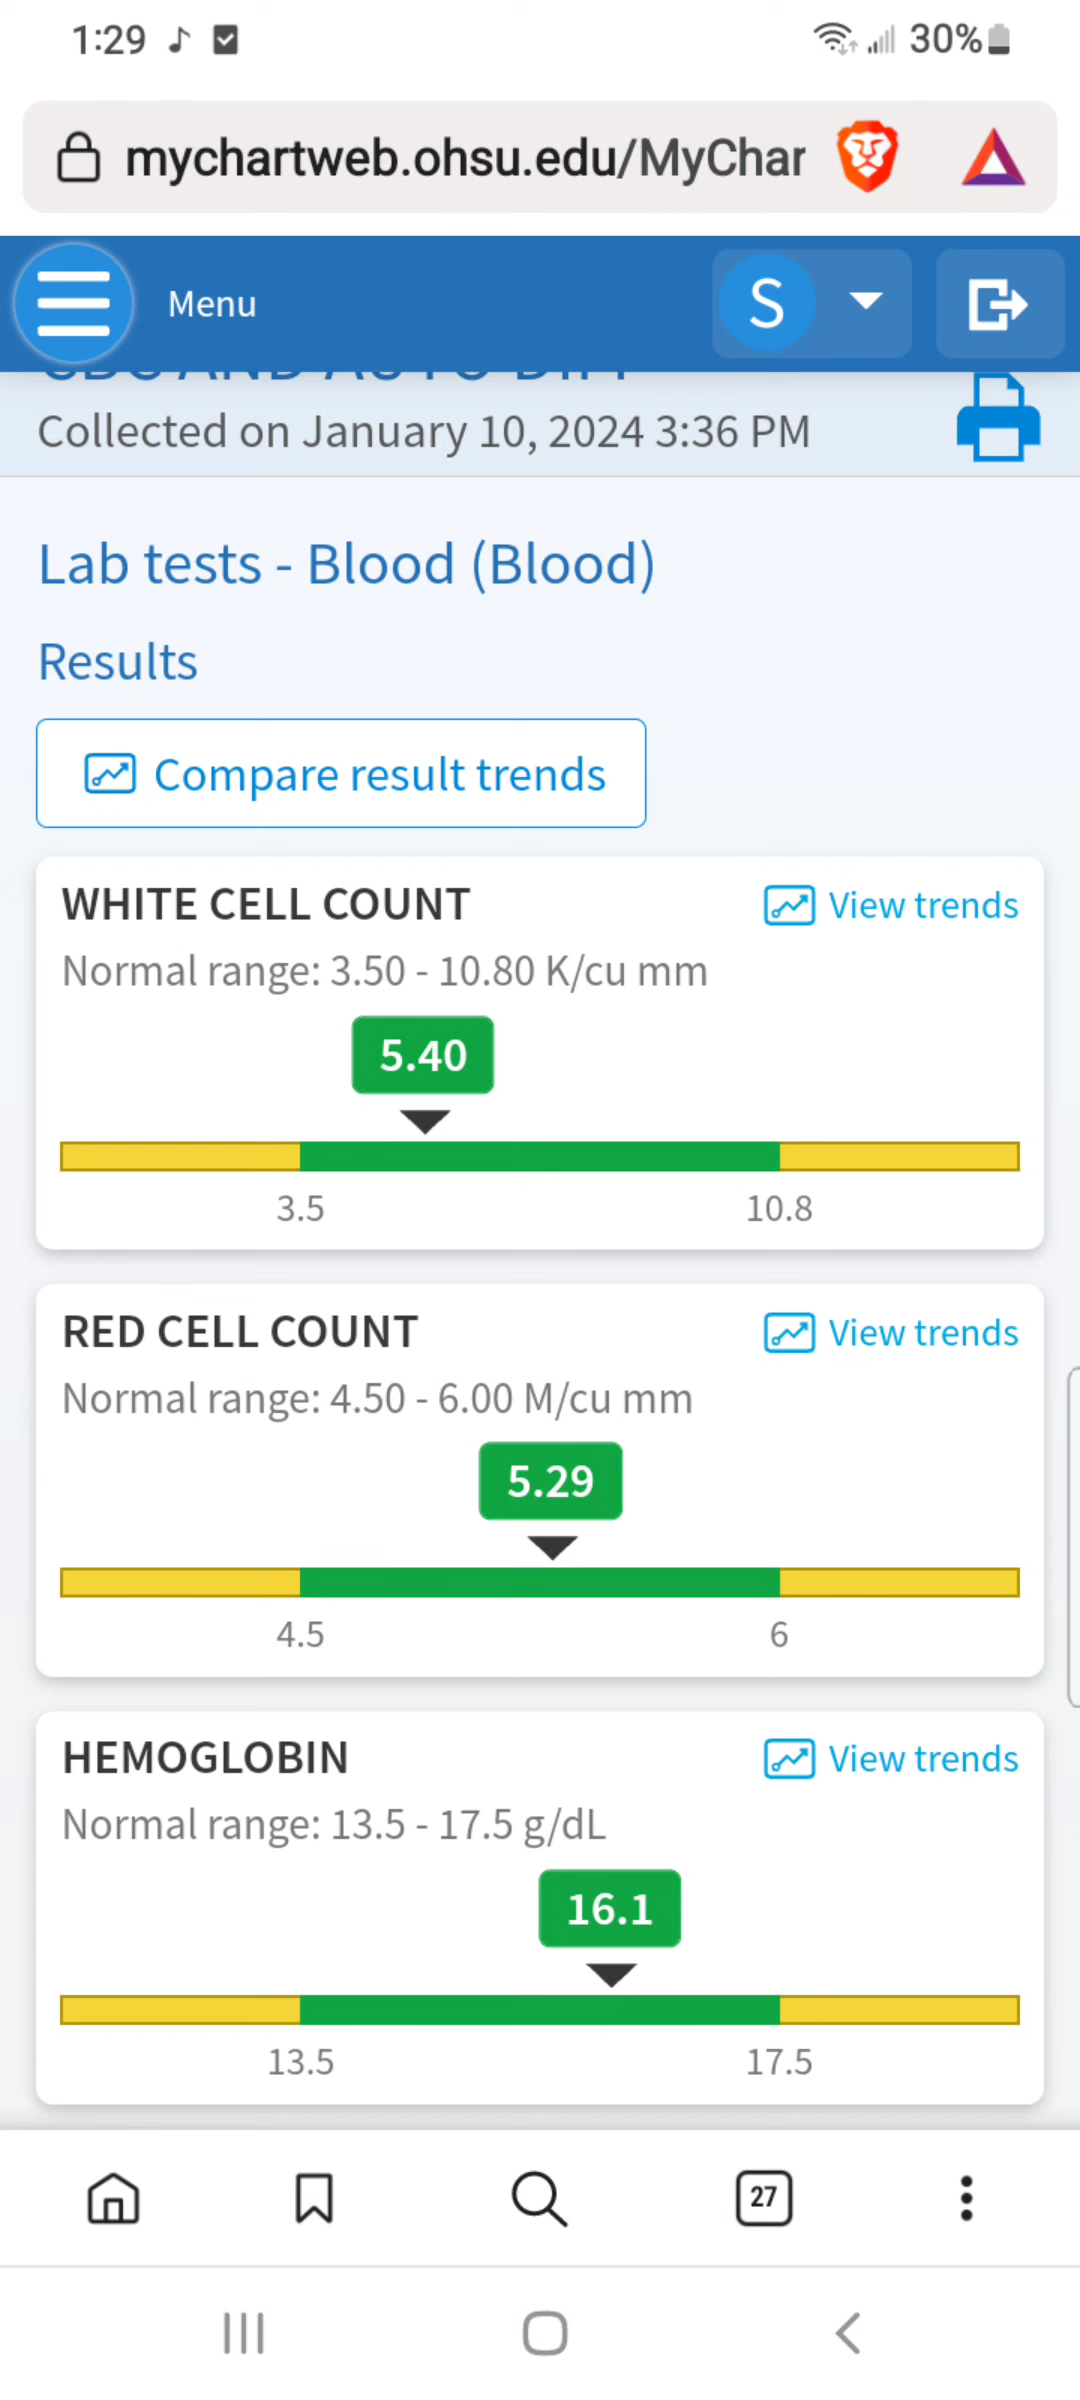 1:29 30%
mychartweb.ohsu.edu/MyChar
Menu S
CBC AND AUTO DIFF
Collected on January 10, 2024 3:36 PM
Lab tests - Blood (Blood)
Results
Compare result trends
WHITE CELL COUNT View trends
Normal range: 3.50 - 10.80 K/cu mm
5.40
3.5 10.8
RED CELL COUNT View trends
Normal range: 4.50 - 6.00 M/cu mm
5.29
4.5 6
HEMOGLOBIN View trends
Normal range: 13.5 - 17.5 g/dL
16.1
13.5 17.5
27